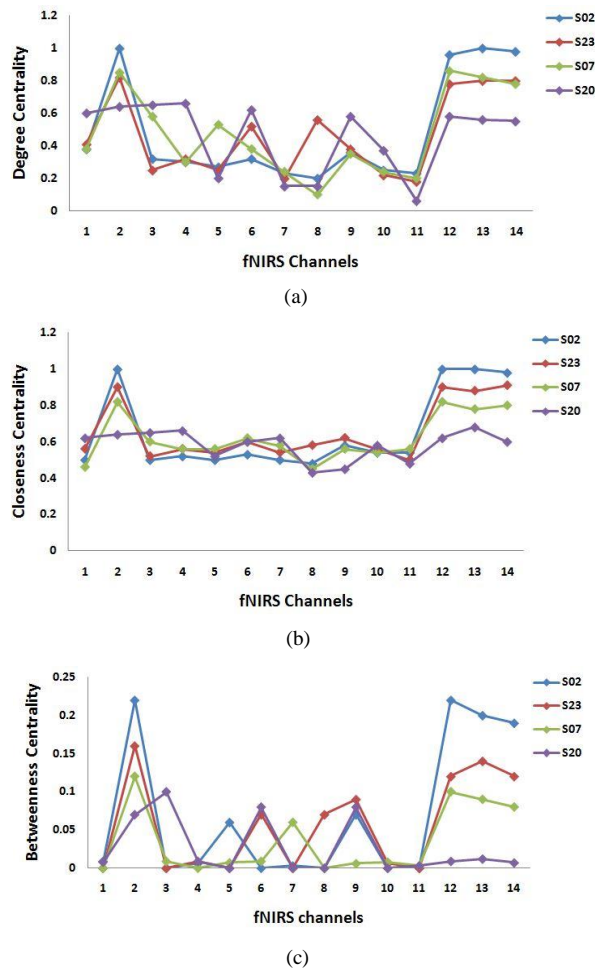 1.2
1
0.8
0.6
0.4
0.2
0
Degree Centrality
1 2 3 4 5 6 7 8 9 10 11 12 13 14
fNIRS Channels
S02
S23
S07
S20
(a)
1.2
1
0.8
0.6
0.4
0.2
0
Closeness Centrality
1 2 3 4 5 6 7 8 9 10 11 12 13 14
fNIRS Channels
S02
S23
S07
S20
(b)
0.25
0.2
0.15
0.1
0.05
0
Betweenness Centrality
1 2 3 4 5 6 7 8 9 10 11 12 13 14
fNIRS channels
S02
S23
S07
S20
(c)